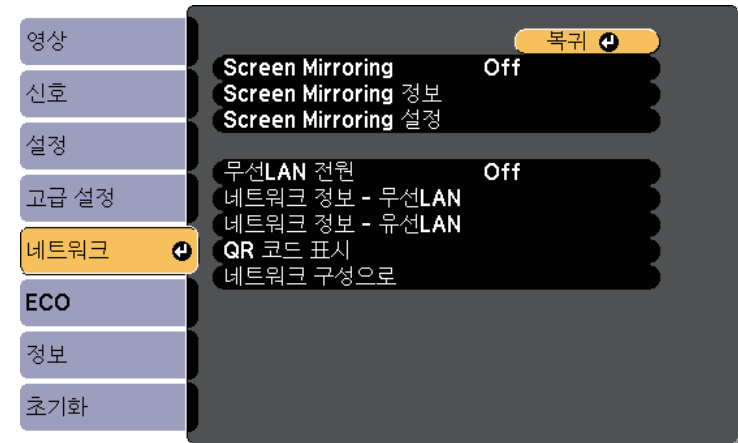 영상
신호
설정
고급 설정
네트워크
ECO
정보
초기화
복귀
Screen Mirroring Off
Screen Mirroring 정보
Screen Mirroring 설정
무선LAN 전원 Off
네트워크 정보 - 무선LAN
네트워크 정보 - 유선LAN
QR 코드 표시
네트워크 구성으로